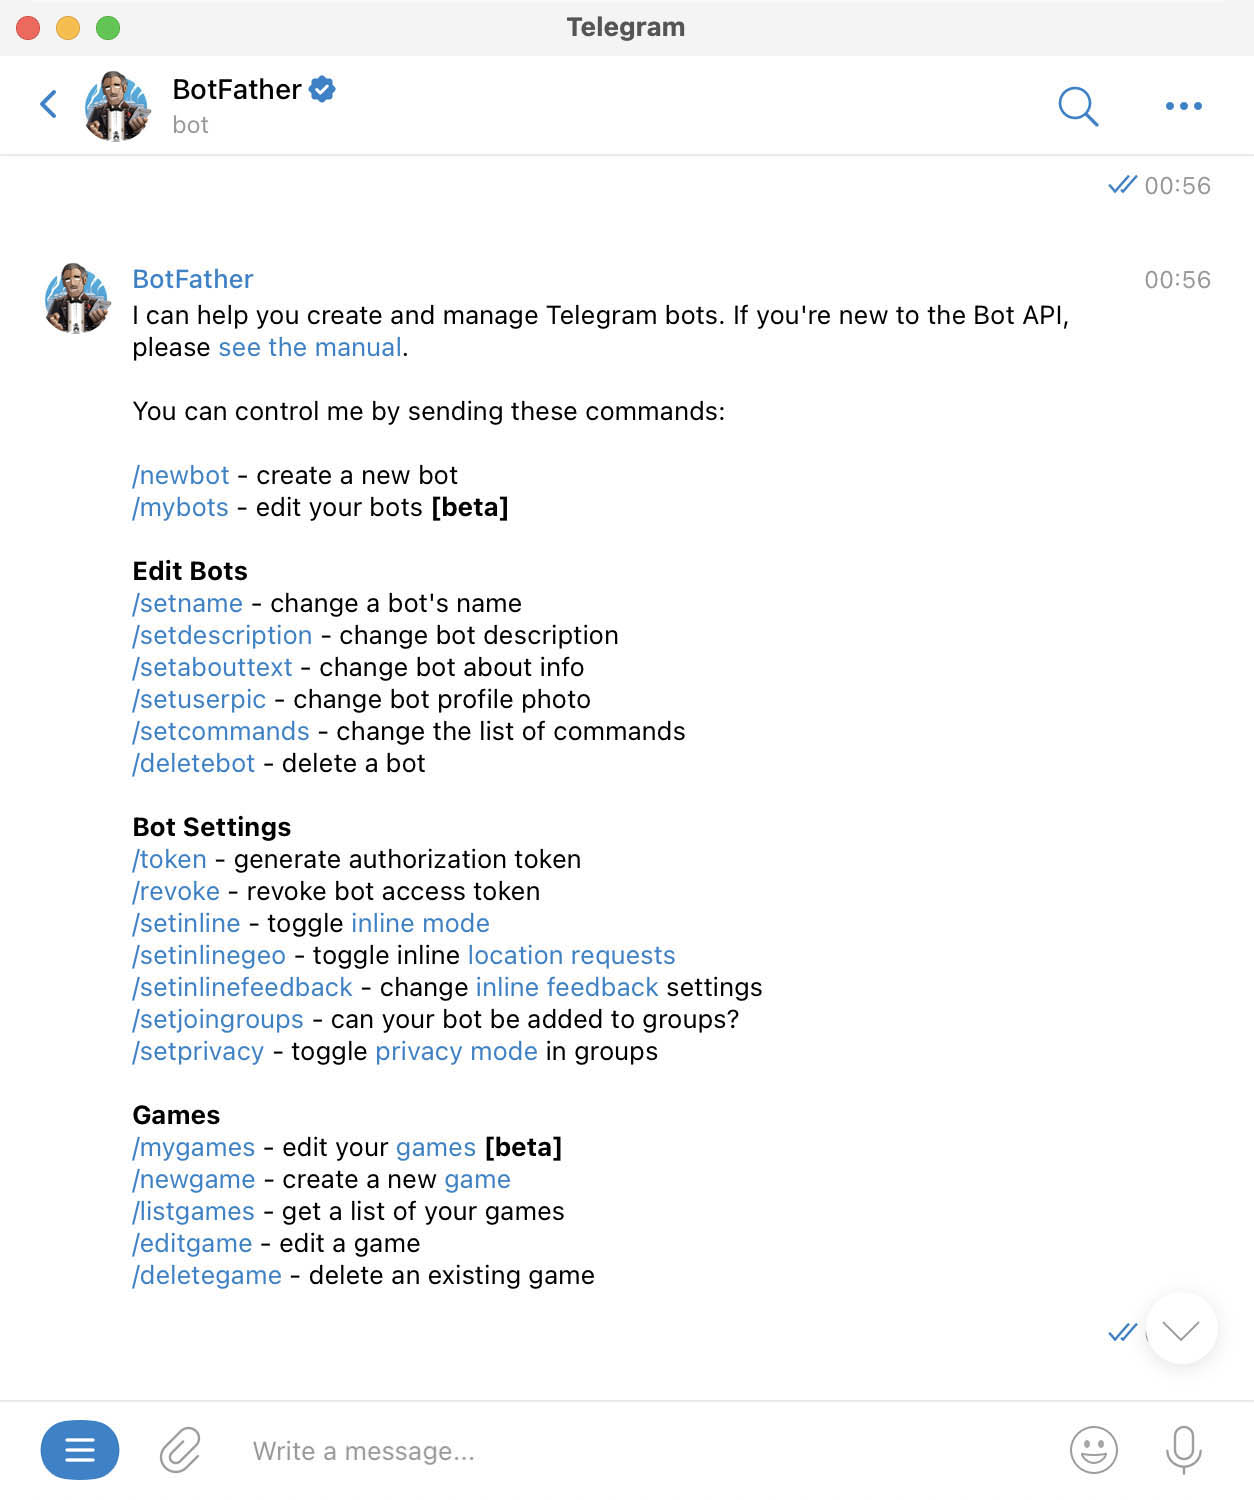 Telegram
BotFather
bot
00:56
BotFather
00:56
I can help you create and manage Telegram bots. If you're new to the Bot API,
please see the manual.
You can control me by sending these commands:
/newbot - create a new bot
/mybots - edit your bots [beta]
Edit Bots
/setname - change a bot's name
/setdescription - change bot description
/setabouttext - change bot about info
/setuserpic - change bot profile photo
/setcommands - change the list of commands
/deletebot - delete a bot
Bot Settings
/token - generate authorization token
/revoke - revoke bot access token
/setinline - toggle inline mode
/setinlinegeo - toggle inline location requests
/setinlinefeedback - change inline feedback settings
/setjoingroups - can your bot be added to groups?
/setprivacy - toggle privacy mode in groups
Games
/mygames - edit your games [beta]
/newgame - create a new game
/listgames - get a list of your games
/editgame - edit a game
/deletegame - delete an existing game
Write a message...